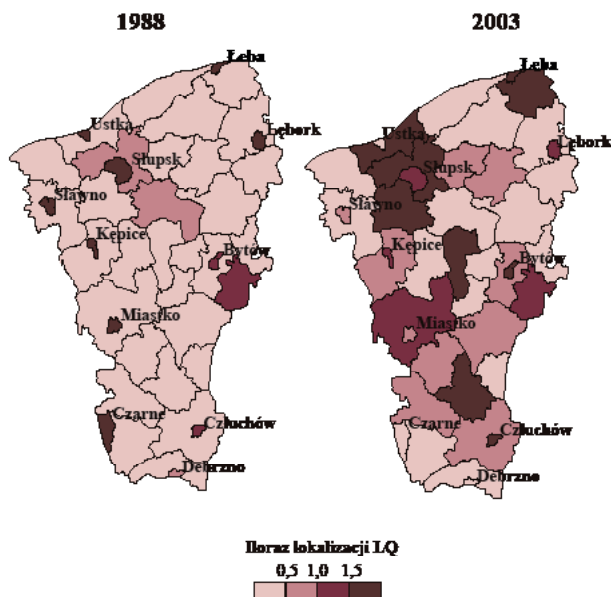 1988
2003
Łeba
Ustka
Lębork
Słupsk
Sławno
Kępice
Bytów
Miastko
Czarne
Człuchów
Debrzno
Łeba
Ustka
Lębork
Słupsk
Sławno
Kępice
Bytów
Miastko
Czarne
Człuchów
Debrzno
Iloraz lokalizacji LQ
0,5 1,0 1,5